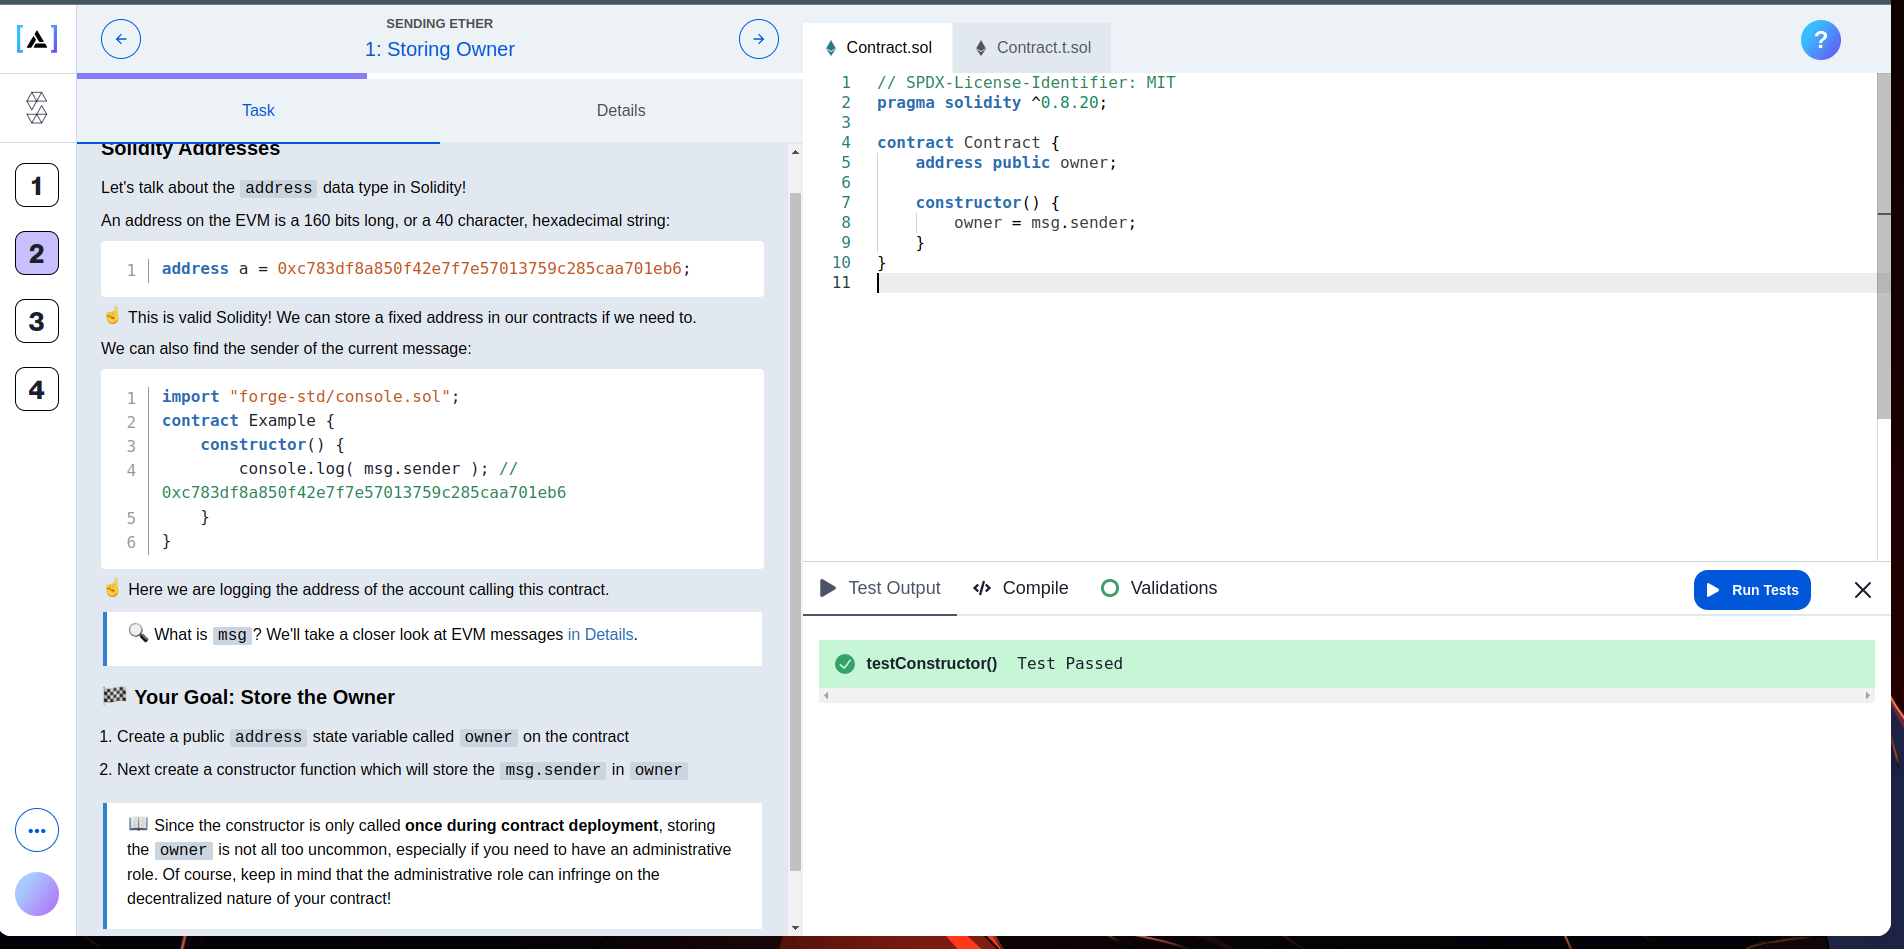 SENDING ETHER
1: Storing Owner
Task
Details
1
2
3
4
Solidity Addresses
Let's talk about the address data type in Solidity!
An address on the EVM is a 160 bits long, or a 40 character, hexadecimal string:
1 address a = 0xc783df8a850f42e7f7e57013759c285caa701eb6;
☝️ This is valid Solidity! We can store a fixed address in our contracts if we need to.
We can also find the sender of the current message:
1 import "forge-std/console.sol";
2 contract Example {
3     constructor() {
4         console.log( msg.sender ); //
0xc783df8a850f42e7f7e57013759c285caa701eb6
5     }
6 }
☝️ Here we are logging the address of the account calling this contract.
🔍 What is msg? We'll take a closer look at EVM messages in Details.
🏁 Your Goal: Store the Owner
1. Create a public address state variable called owner on the contract
2. Next create a constructor function which will store the msg.sender in owner
📖 Since the constructor is only called once during contract deployment, storing
the owner is not all too uncommon, especially if you need to have an administrative
role. Of course, keep in mind that the administrative role can infringe on the
decentralized nature of your contract!
Contract.sol
Contract.t.sol
?
1 // SPDX-License-Identifier: MIT
2 pragma solidity ^0.8.20;
3
4 contract Contract {
5     address public owner;
6
7     constructor() {
8         owner = msg.sender;
9     }
10 }
11
Test Output
</> Compile
Validations
Run Tests
testConstructor() Test Passed